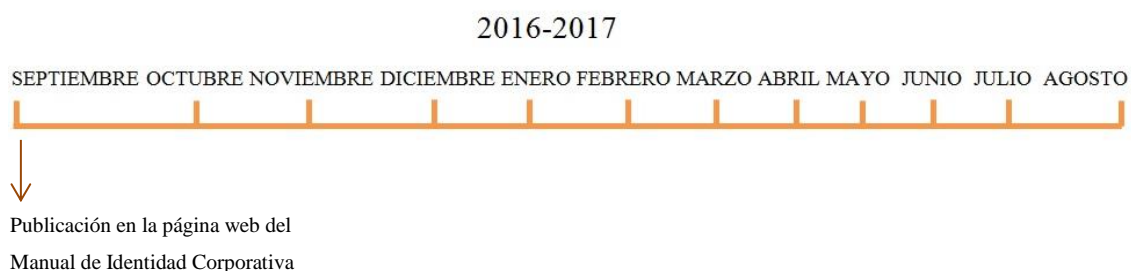 2016-2017
SEPTIEMBRE OCTUBRE NOVIEMBRE DICIEMBRE ENERO FEBRERO MARZO ABRIL MAYO JUNIO JULIO AGOSTO
Publicación en la página web del
Manual de Identidad Corporativa